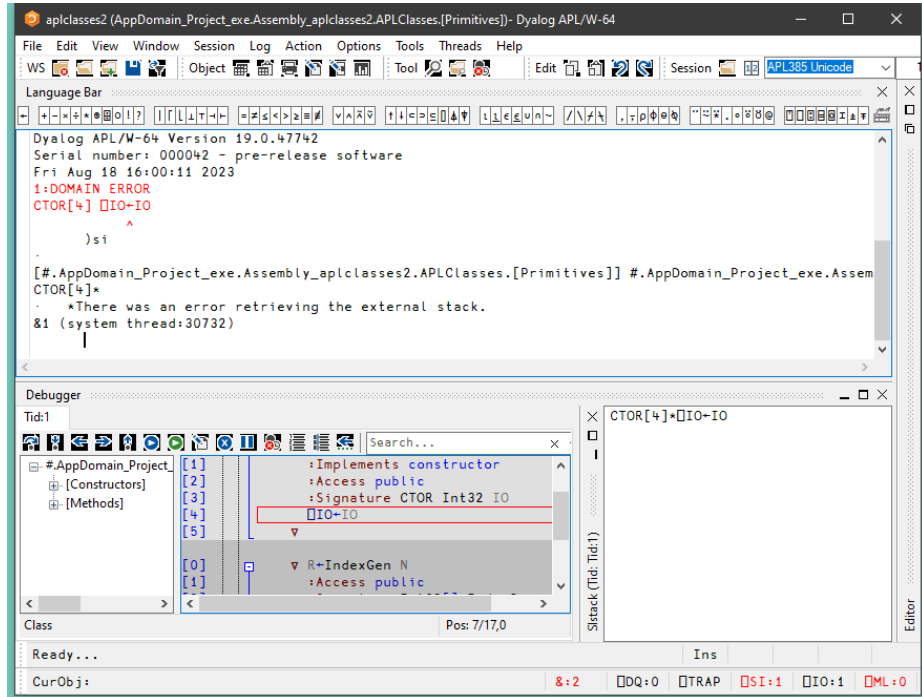 aplclasses2 (AppDomain_Project_exe.Assembly_aplclasses2.APLClasses.[Primitives])- Dyalog APL/W-64
File Edit View Window Session Log Action Options Tools Threads Help
WS Object Tool Edit Session APL385 Unicode 1
Language Bar
Dyalog APL/W-64 Version 19.0.47742
Serial number: 000042 - pre-release software
Fri Aug 18 16:00:11 2023
1:DOMAIN ERROR
CTOR[4] ⎕IO←IO
∧
)si
·
[#.AppDomain_Project_exe.Assembly_aplclasses2.APLClasses.[Primitives]] #.AppDomain_Project_exe.Assem
CTOR[4]*
· *There was an error retrieving the external stack.
&1 (system thread:30732)
Debugger
Tid:1
Search...
#.AppDomain_Project_
[Constructors]
[Methods]
[1] :Implements constructor
[2] :Access public
[3] :Signature CTOR Int32 IO
[4] ⎕IO←IO
[5] ∇
[0] ∇ R←IndexGen N
[1] :Access public
CTOR[4]*⎕IO←IO
SIstack (Tid: Tid:1)
Editor
Class Pos: 7/17,0
Ready... Ins
CurObj: &:2 ⎕DQ:0 ⎕TRAP ⎕SI:1 ⎕IO:1 ⎕ML:0